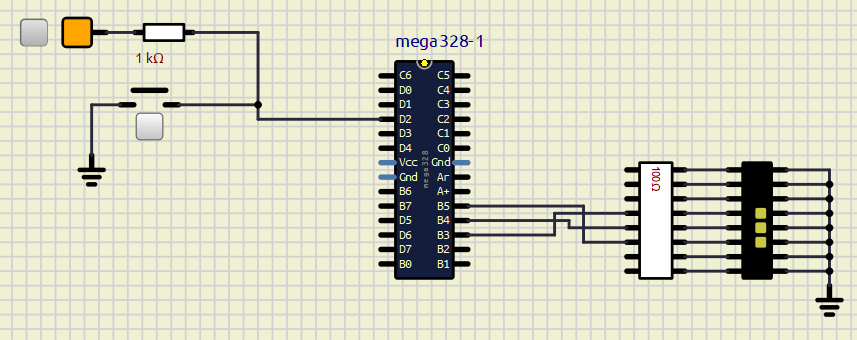 1 kΩ
mega328-1
C6 C5
D0 C4
D1 C3
D2 C2
D3 C1
D4 C0
Vcc Gnd
Gnd Ar
B6 A+
B7 B5
D5 B4
D6 B3
D7 B2
B0 B1
mega328
100Ω